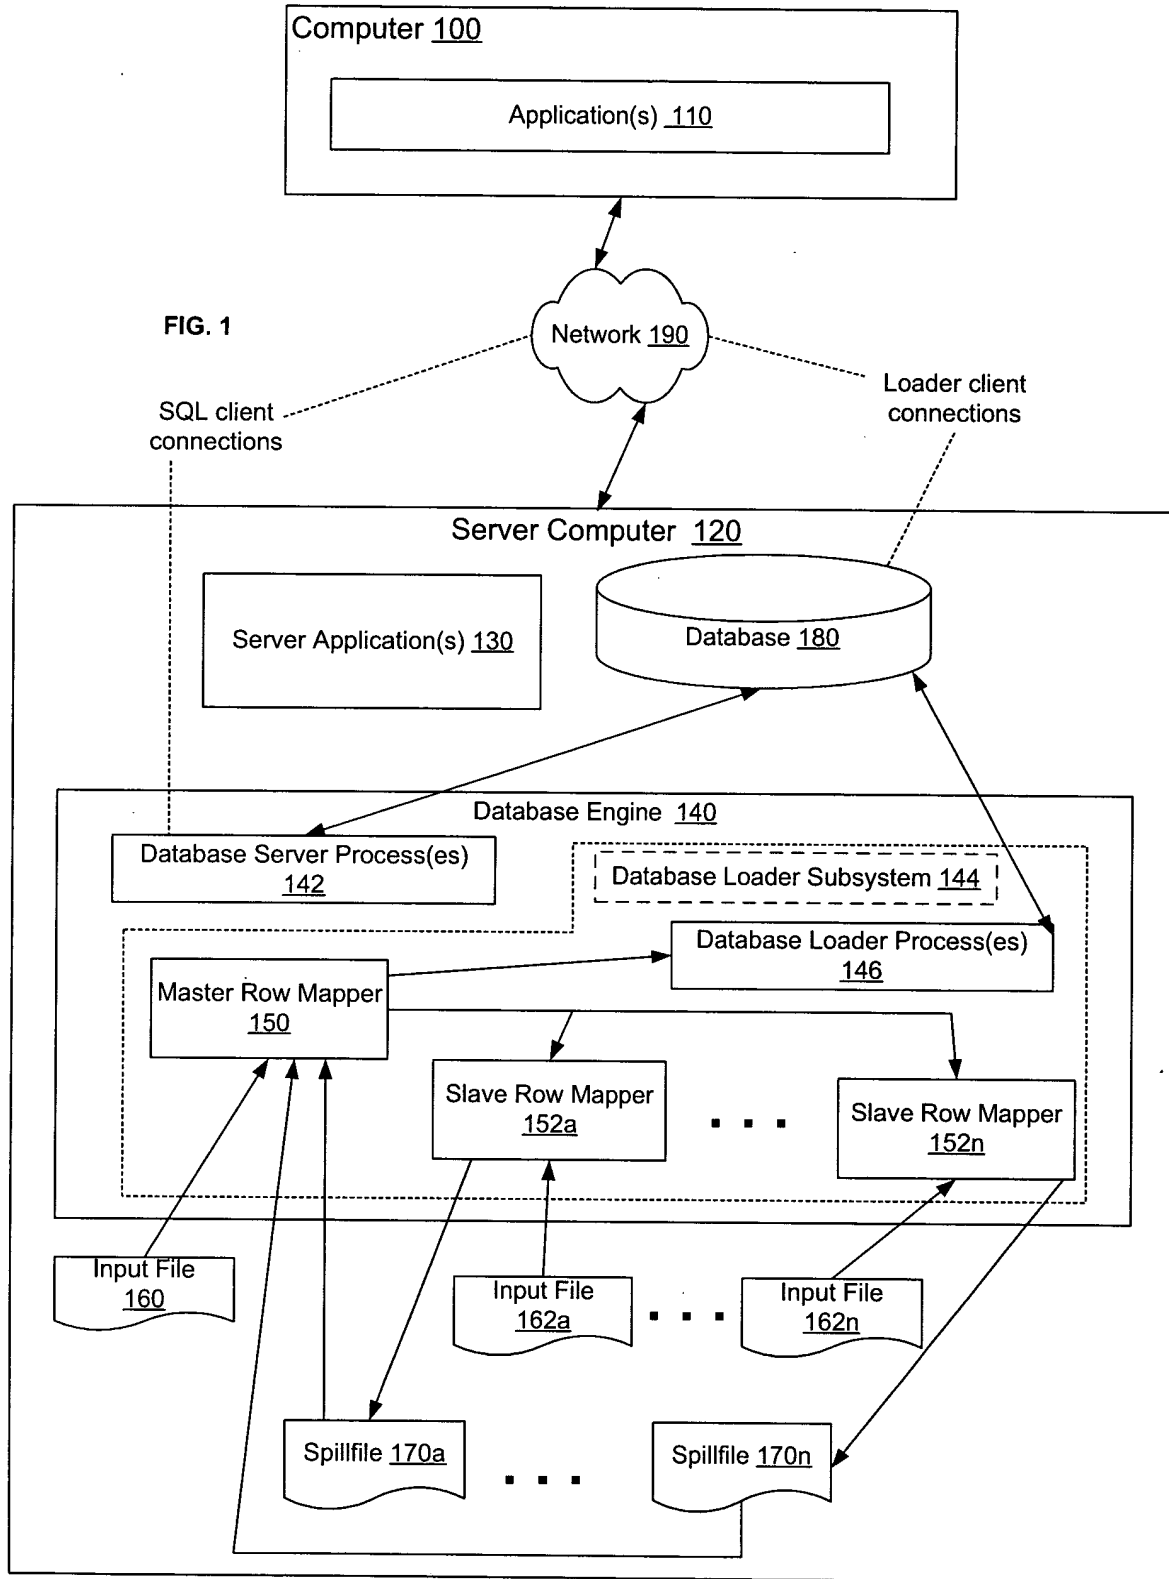 Computer 100
Application(s) 110
FIG. 1
Network 190
SQL client
connections
Loader client
connections
Server Computer 120
Server Application(s) 130
Database 180
Database Engine 140
Database Server Process(es)
142
Database Loader Subsystem 144
Database Loader Process(es)
146
Master Row Mapper
150
Slave Row Mapper
152a
Slave Row Mapper
152n
Input File
160
Input File
162a
Input File
162n
Spillfile 170a
Spillfile 170n